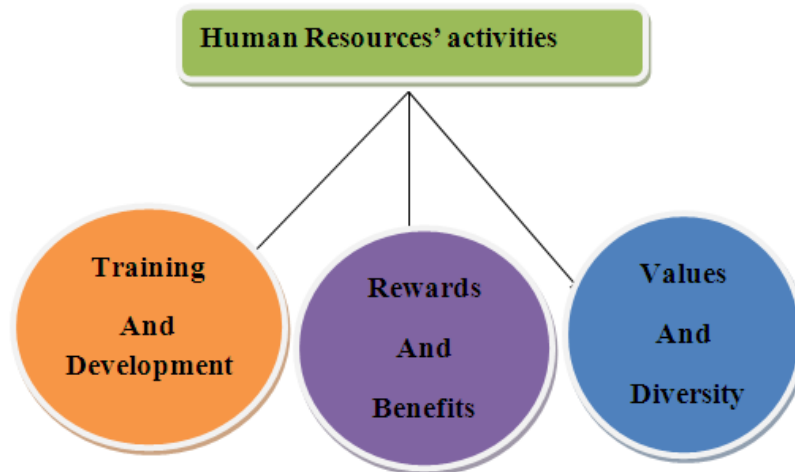 Human Resources’ activities
Training
And
Development
Rewards
And
Benefits
Values
And
Diversity